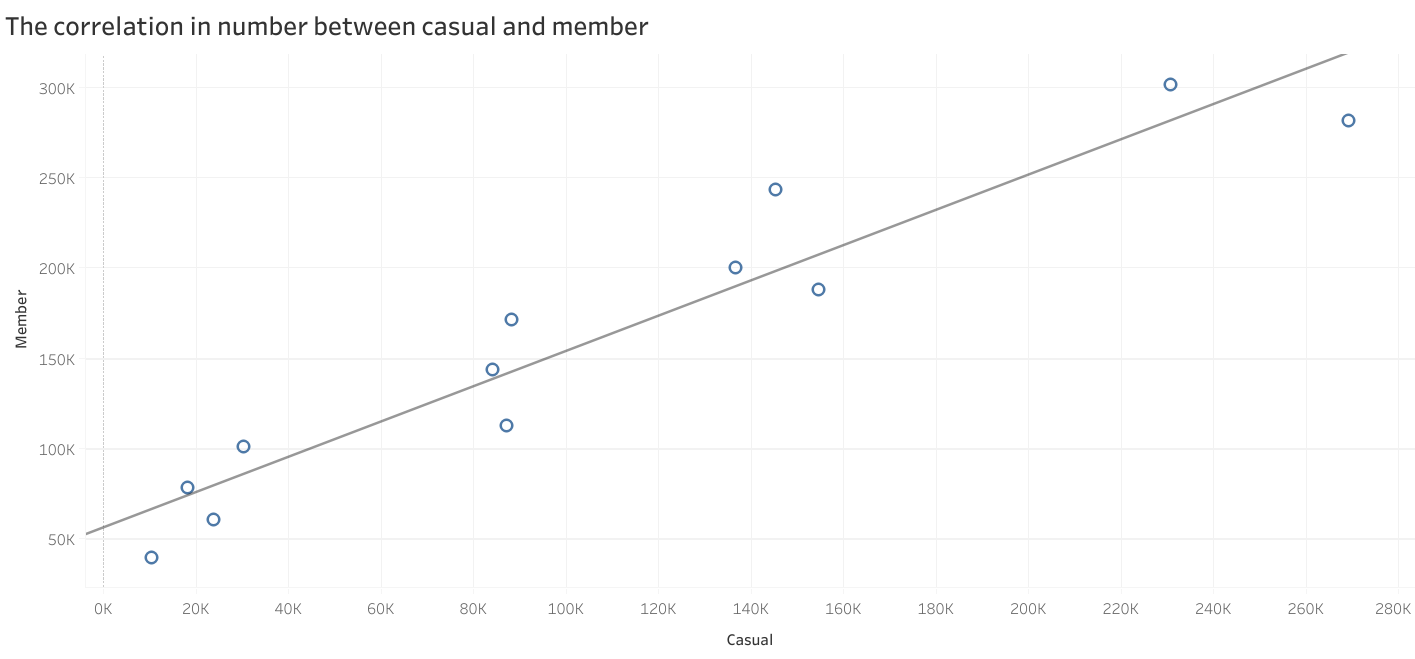 The correlation in number between casual and member
300K
250K
200K
150K
100K
50K
Member
0K 20K 40K 60K 80K 100K 120K 140K 160K 180K 200K 220K 240K 260K 280K
Casual